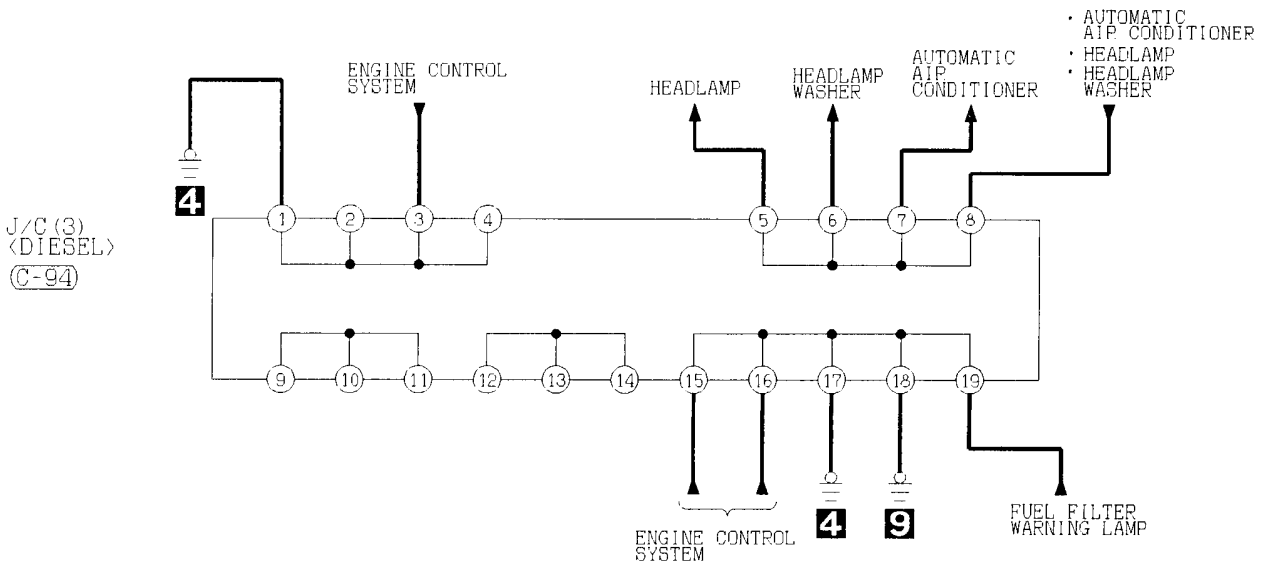 · AUTOMATIC
AIR CONDITIONER
· HEADLAMP
· HEADLAMP
WASHER
AUTOMATIC
AIR
CONDITIONER
HEADLAMP
WASHER
HEADLAMP
ENGINE CONTROL
SYSTEM
4
J/C (3)
<DIESEL>
C-94
1 2 3 4 5 6 7 8
9 10 11 12 13 14 15 16 17 18 19
ENGINE CONTROL
SYSTEM
4
9
FUEL FILTER
WARNING LAMP